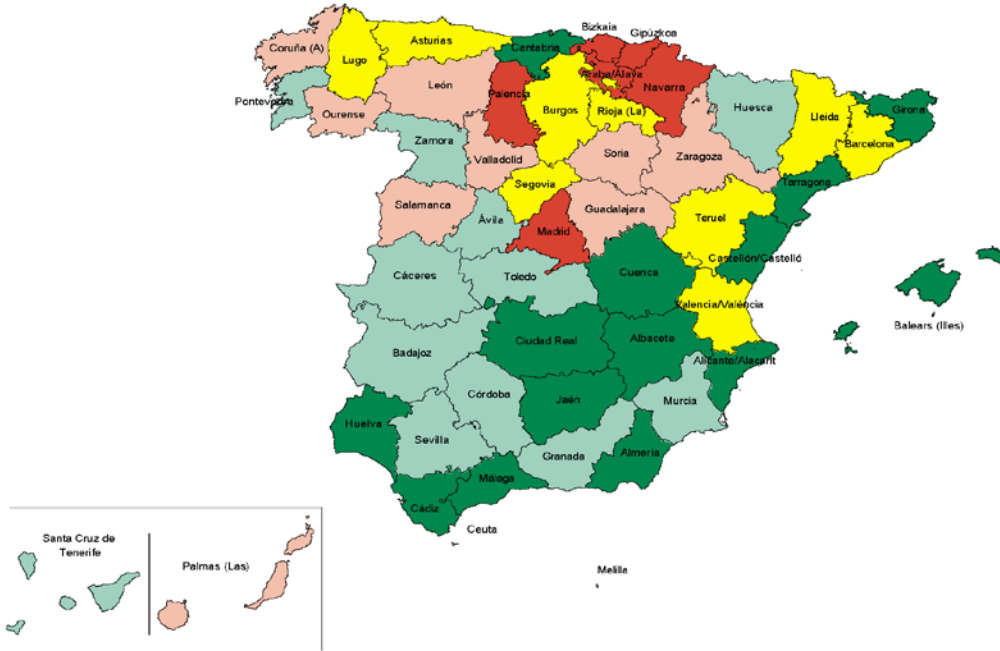 Bizkaia
Gipúzkoa
Coruña (A)
Lugo
Asturias
Cantabria
Araba/Álava
León
Palencia
Navarra
Pontevedra
Ourense
Burgos
Rioja (La)
Huesca
Lleida
Girona
Zamora
Barcelona
Valladolid
Soria
Zaragoza
Segovia
Tarragona
Salamanca
Guadalajara
Ávila
Teruel
Madrid
Castellón/Castelló
Cáceres
Toledo
Cuenca
Valencia/València
Balears (Illes)
Badajoz
Ciudad Real
Albacete
Alicante/Alacant
Córdoba
Jaén
Murcia
Huelva
Sevilla
Granada
Almería
Málaga
Cádiz
Ceuta
Santa Cruz de
Tenerife
Palmas (Las)
Melilla